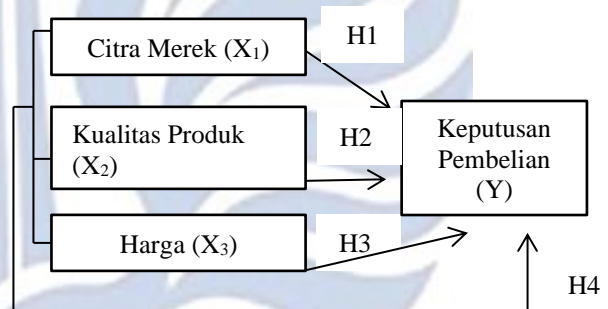 Citra Merek (X₁)
H1
Kualitas Produk
(X₂)
H2
Keputusan
Pembelian
(Y)
Harga (X₃)
H3
H4